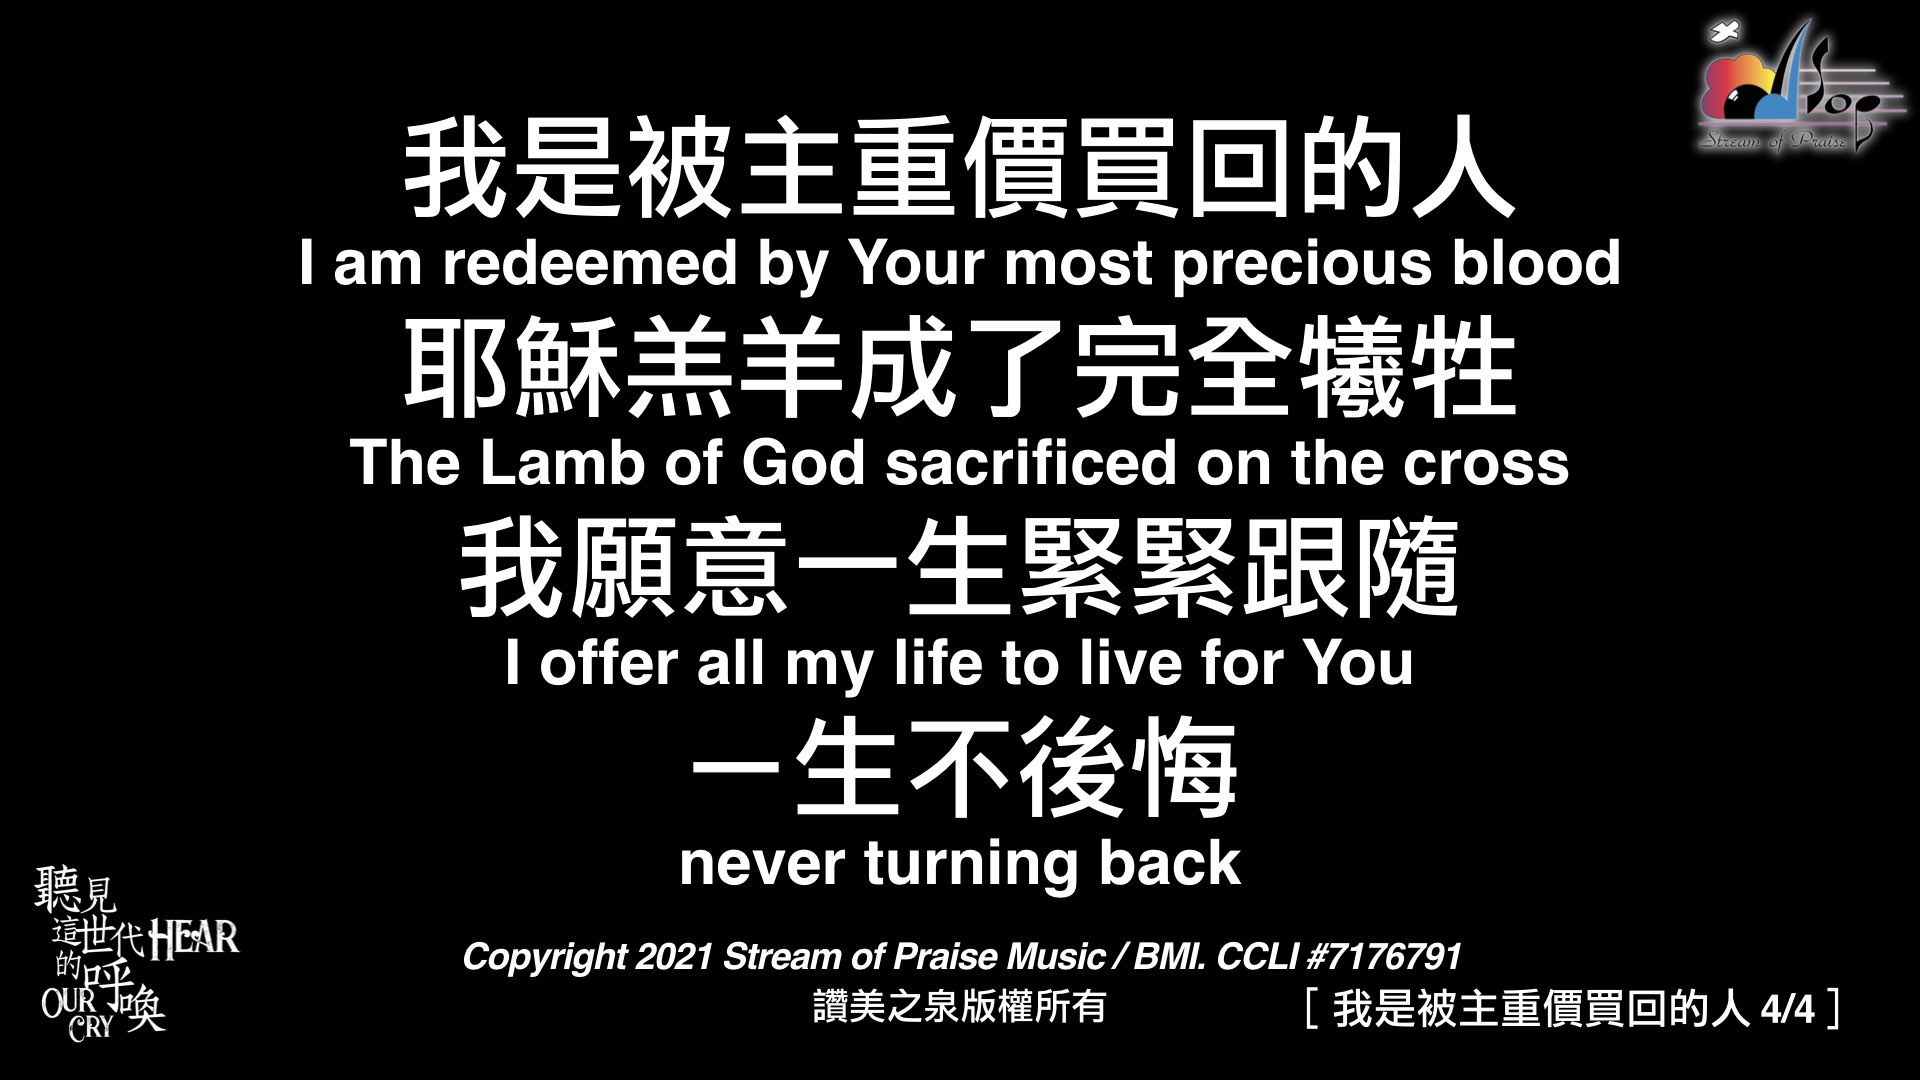 Sop
Stream of Praise
我是被主重價買回的人
I am redeemed by Your most precious blood
耶穌羔羊成了完全犧牲
The Lamb of God sacrificed on the cross
我願意一生緊緊跟隨
I offer all my life to live for You
一生不後悔
never turning back
聽見
這世代 HEAR
的呼喚
OUR
CRY
Copyright 2021 Stream of Praise Music / BMI. CCLI #7176791
讚美之泉版權所有
[ 我是被主重價買回的人 4/4 ]